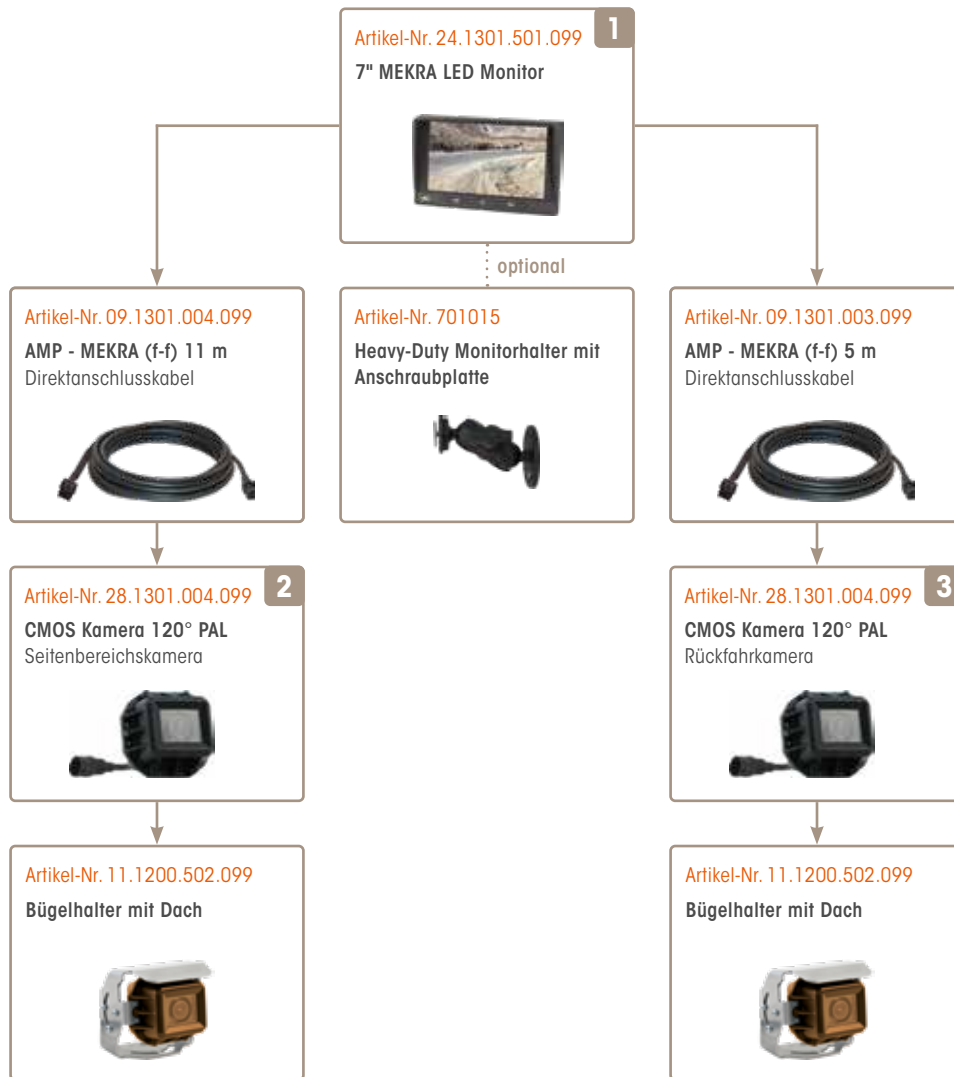 Artikel-Nr. 24.1301.501.099
1
7" MEKRA LED Monitor
optional
Artikel-Nr. 09.1301.004.099
AMP - MEKRA (f-f) 11 m
Direktanschlusskabel
Artikel-Nr. 701015
Heavy-Duty Monitorhalter mit
Anschraubplatte
Artikel-Nr. 09.1301.003.099
AMP - MEKRA (f-f) 5 m
Direktanschlusskabel
Artikel-Nr. 28.1301.004.099
2
CMOS Kamera 120° PAL
Seitenbereichskamera
Artikel-Nr. 28.1301.004.099
3
CMOS Kamera 120° PAL
Rückfahrkamera
Artikel-Nr. 11.1200.502.099
Bügelhalter mit Dach
Artikel-Nr. 11.1200.502.099
Bügelhalter mit Dach